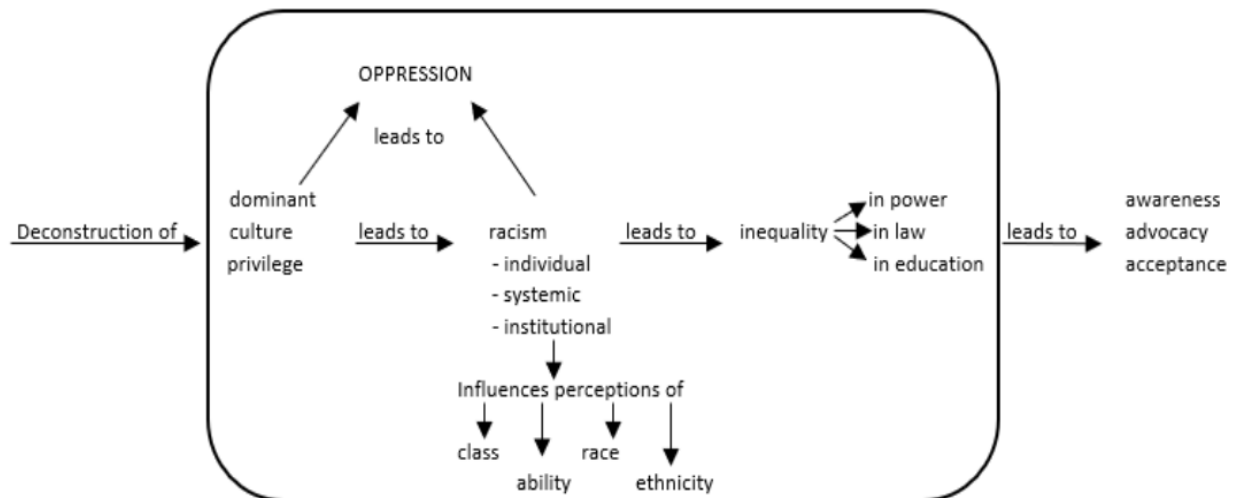 OPPRESSION
leads to
dominant
culture
privilege
Deconstruction of
leads to
racism
- individual
- systemic
- institutional
leads to
inequality
in power
in law
in education
leads to
awareness
advocacy
acceptance
Influences perceptions of
class
race
ability
ethnicity